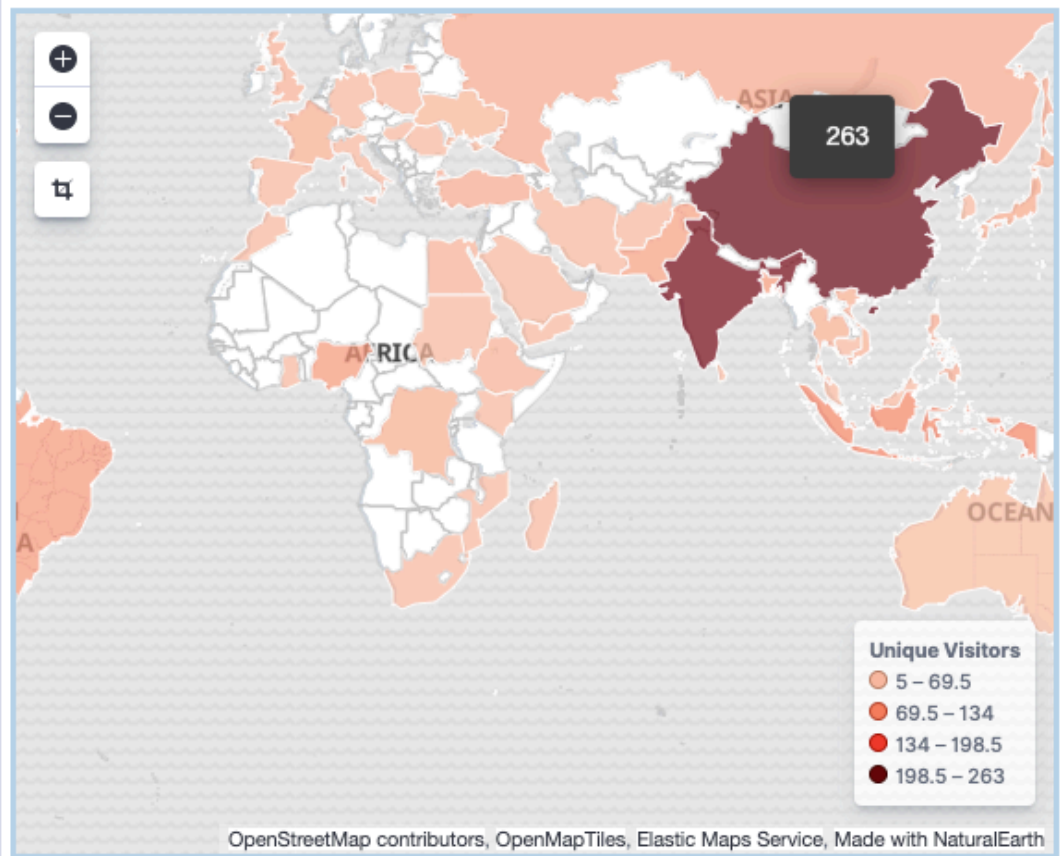 ASIA
263
AFRICA
OCEAN
A
Unique Visitors
5 – 69.5
69.5 – 134
134 – 198.5
198.5 – 263
OpenStreetMap contributors, OpenMapTiles, Elastic Maps Service, Made with NaturalEarth